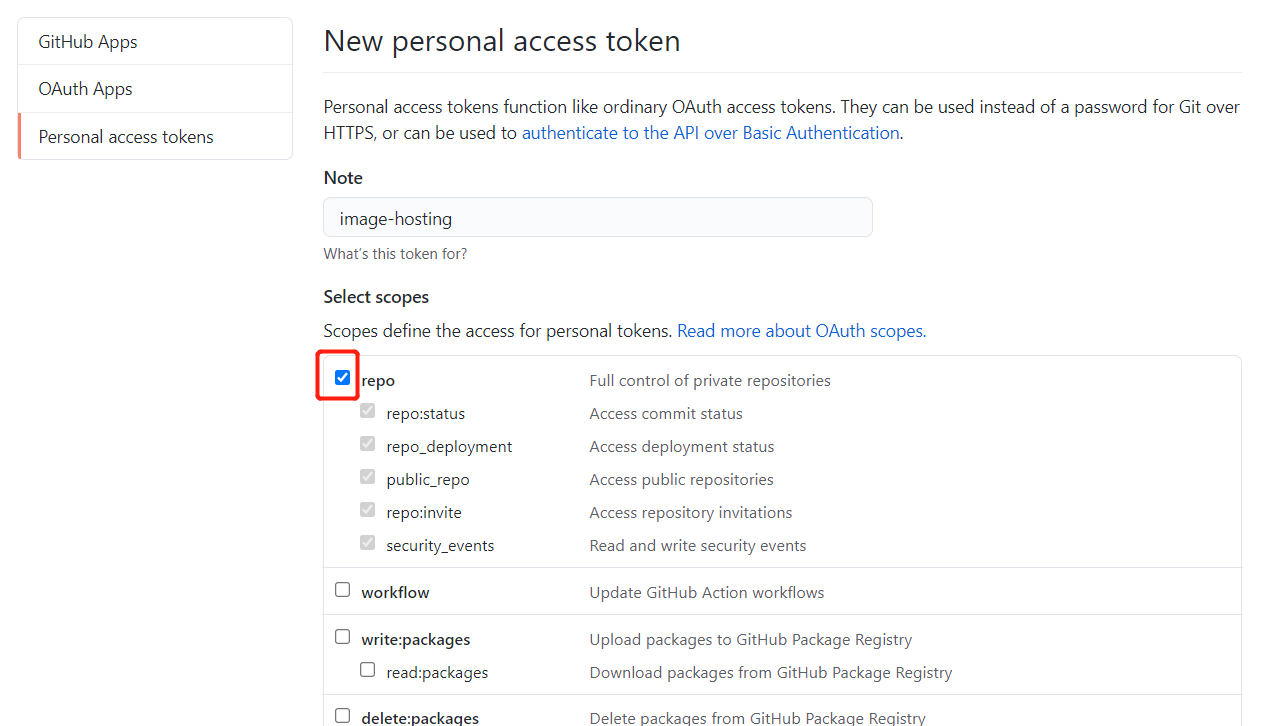 GitHub Apps
OAuth Apps
Personal access tokens
New personal access token
Personal access tokens function like ordinary OAuth access tokens. They can be used instead of a password for Git over
HTTPS, or can be used to authenticate to the API over Basic Authentication.
Note
image-hosting
What's this token for?
Select scopes
Scopes define the access for personal tokens. Read more about OAuth scopes.
repo Full control of private repositories
repo:status Access commit status
repo_deployment Access deployment status
public_repo Access public repositories
repo:invite Access repository invitations
security_events Read and write security events
workflow Update GitHub Action workflows
write:packages Upload packages to GitHub Package Registry
read:packages Download packages from GitHub Package Registry
delete:packages Delete packages from GitHub Package Registry